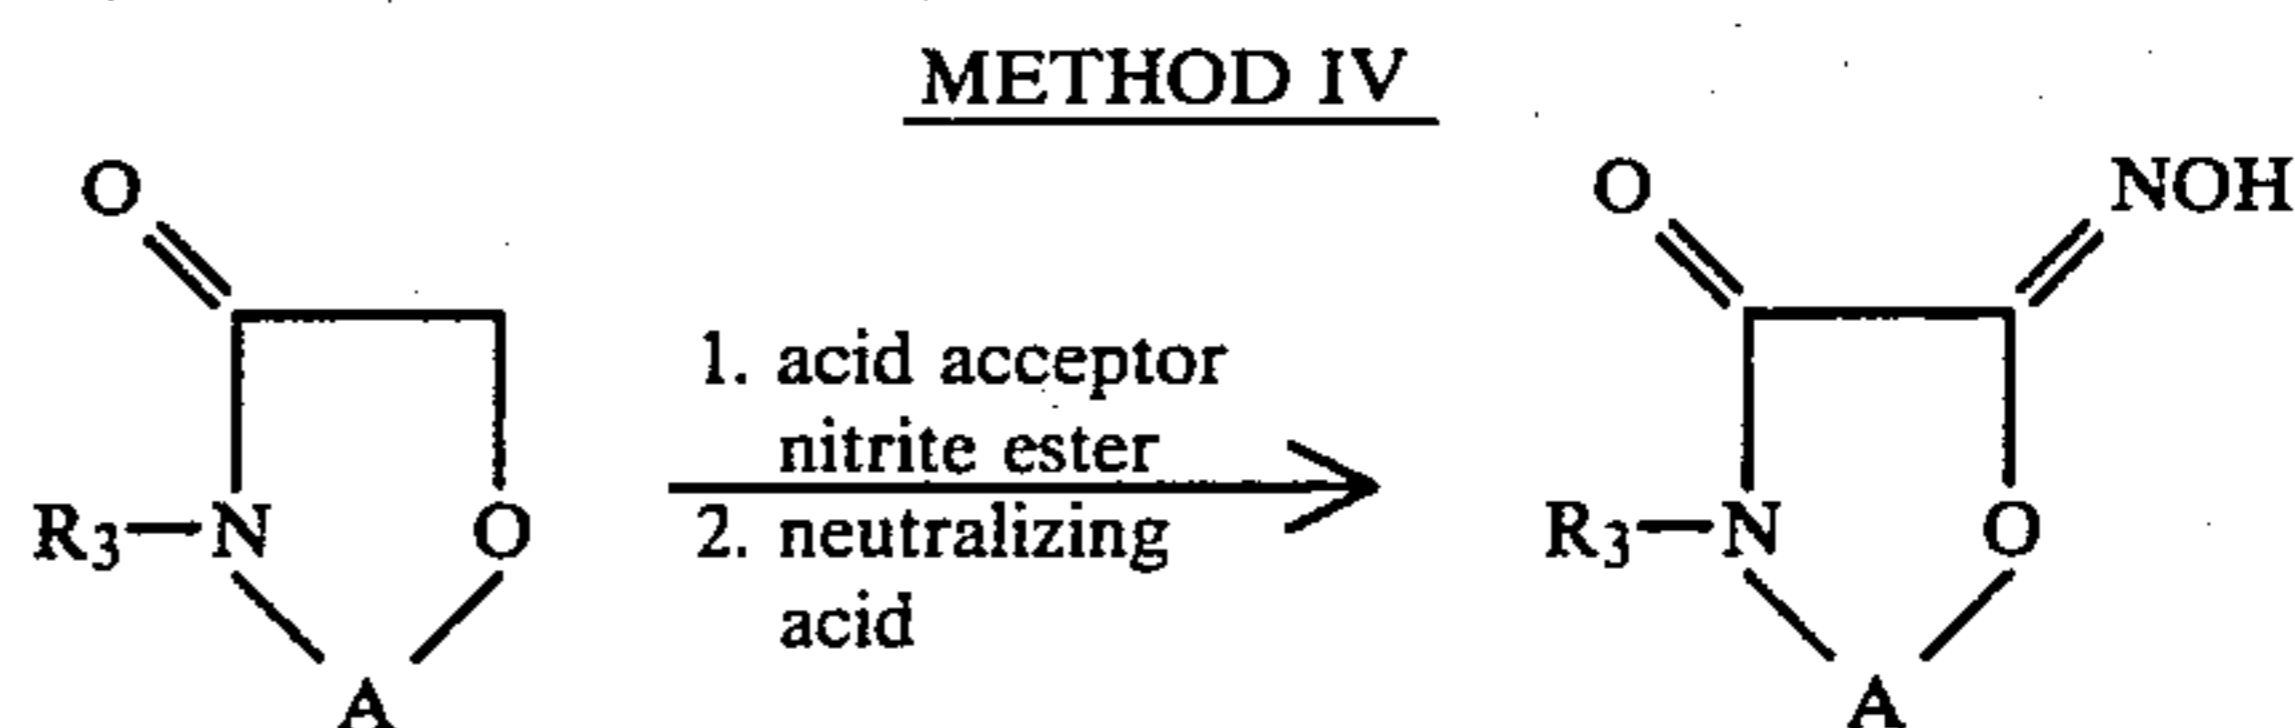 METHOD IV
O
O
NOH
1. acid acceptor
nitrite ester
2. neutralizing
acid
R3—N
O
A
R3—N
O
A